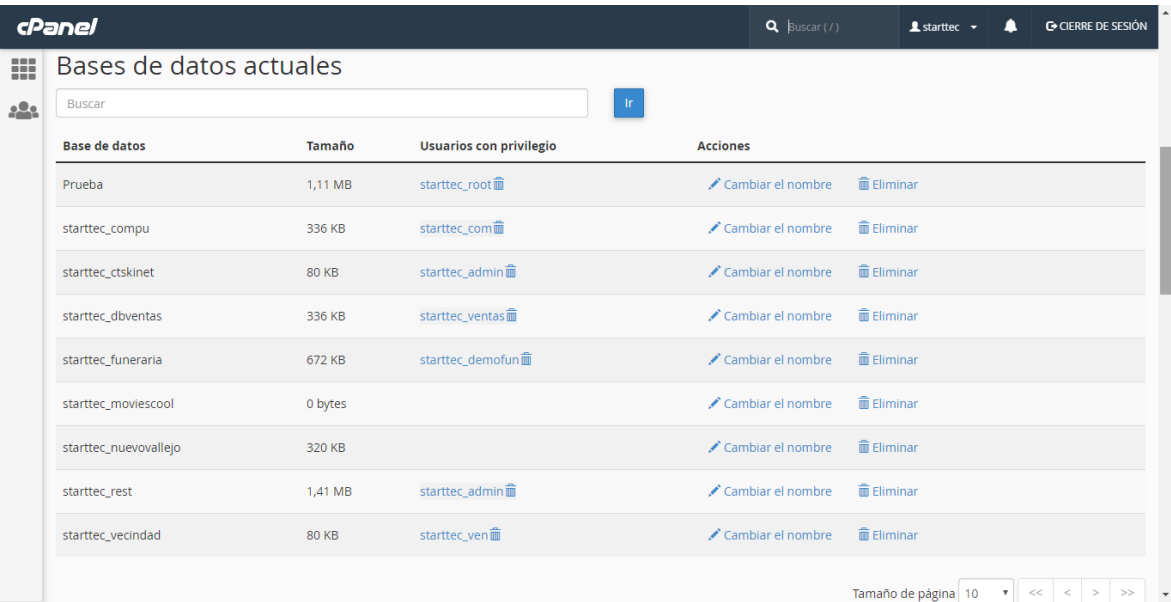 cPanel Buscar ( / ) starttec CIERRE DE SESIÓN
Bases de datos actuales
Buscar Ir
Base de datos Tamaño Usuarios con privilegio Acciones
Prueba 1,11 MB starttec_root Cambiar el nombre Eliminar
starttec_compu 336 KB starttec_com Cambiar el nombre Eliminar
starttec_ctskinet 80 KB starttec_admin Cambiar el nombre Eliminar
starttec_dbventas 336 KB starttec_ventas Cambiar el nombre Eliminar
starttec_funeraria 672 KB starttec_demofun Cambiar el nombre Eliminar
starttec_moviescool 0 bytes Cambiar el nombre Eliminar
starttec_nuevovallejo 320 KB Cambiar el nombre Eliminar
starttec_rest 1,41 MB starttec_admin Cambiar el nombre Eliminar
starttec_vecindad 80 KB starttec_ven Cambiar el nombre Eliminar
Tamaño de página 10 << < > >>